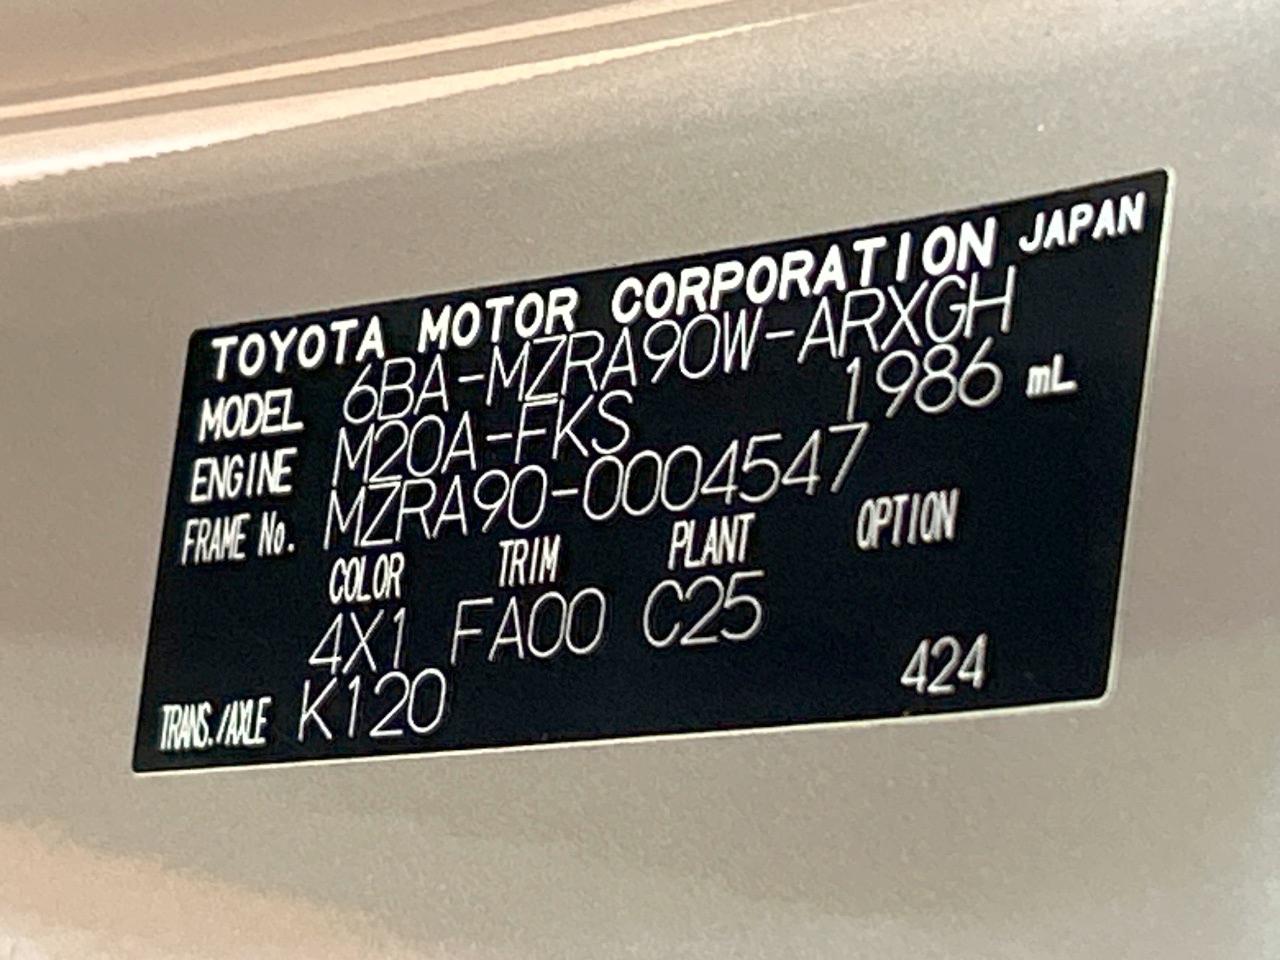 TOYOTA MOTOR CORPORATION JAPAN
MODEL 6BA-MZRA90W-ARXGH
ENGINE M20A-FKS 1986 mL
FRAME No. MZRA90-0004547
COLOR TRIM PLANT OPTION
4X1 FA00 C25
TRANS./AXLE K120 424